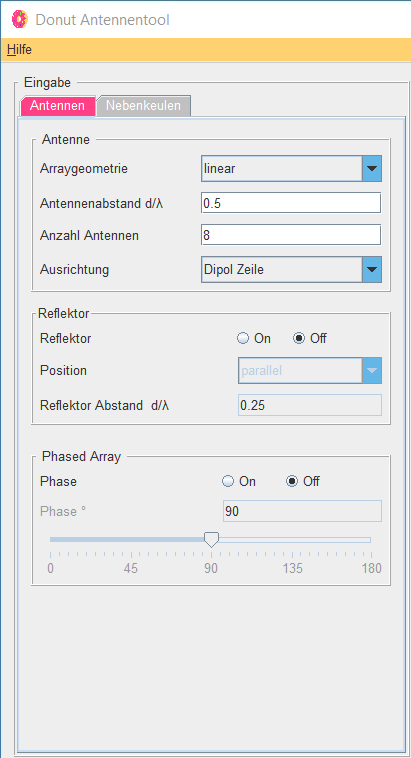 Donut Antennentool
Hilfe
Eingabe
Antennen Nebenkeulen
Antenne
Arraygeometrie linear
Antennenabstand d/λ 0.5
Anzahl Antennen 8
Ausrichtung Dipol Zeile
Reflektor
Reflektor On Off
Position parallel
Reflektor Abstand d/λ 0.25
Phased Array
Phase On Off
Phase ° 90
0 45 90 135 180